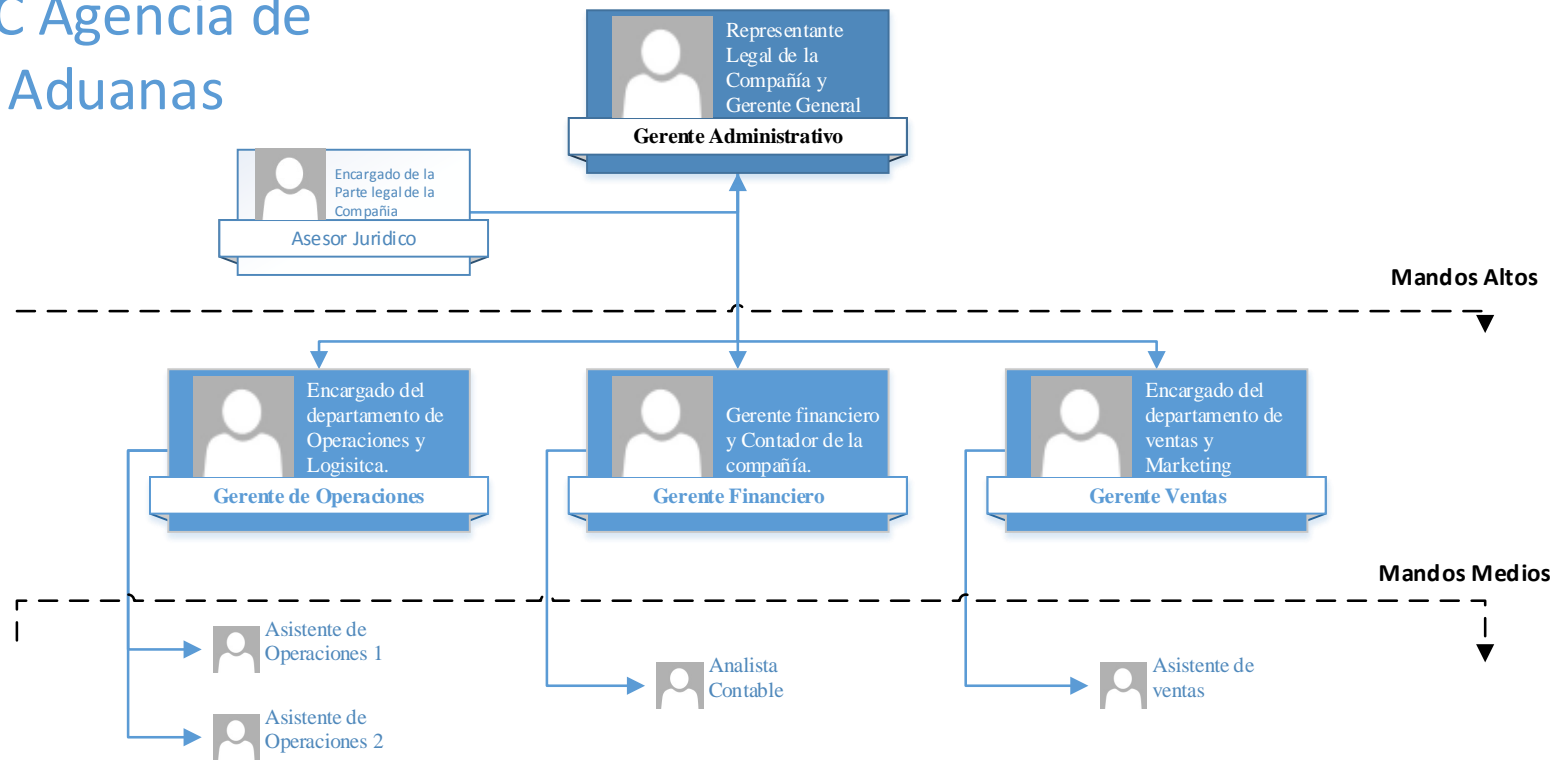 C Agencia de
Aduanas
Representante
Legal de la
Compañía y
Gerente General
Gerente Administrativo
Encargado de la
Parte legal de la
Compañia
Asesor Juridico
Mandos Altos
Encargado del
departamento de
Operaciones y
Logisitca.
Gerente de Operaciones
Gerente financiero
y Contador de la
compañía.
Gerente Financiero
Encargado del
departamento de
ventas y
Marketing
Gerente Ventas
Mandos Medios
Asistente de
Operaciones 1
Asistente de
Operaciones 2
Analista
Contable
Asistente de
ventas